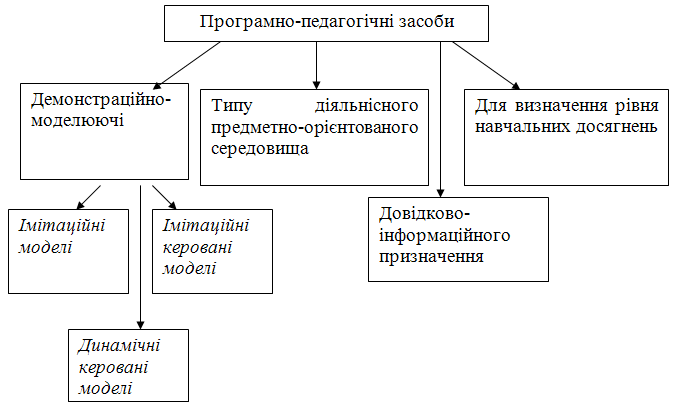 Програмно-педагогічні засоби
Демонстраційно-
моделюючі
Типу діяльнісного
предметно-орієнтованого
середовища
Для визначення рівня
навчальних досягнень
Довідково-
інформаційного
призначення
Імітаційні
моделі
Імітаційні
керовані
моделі
Динамічні
керовані
моделі